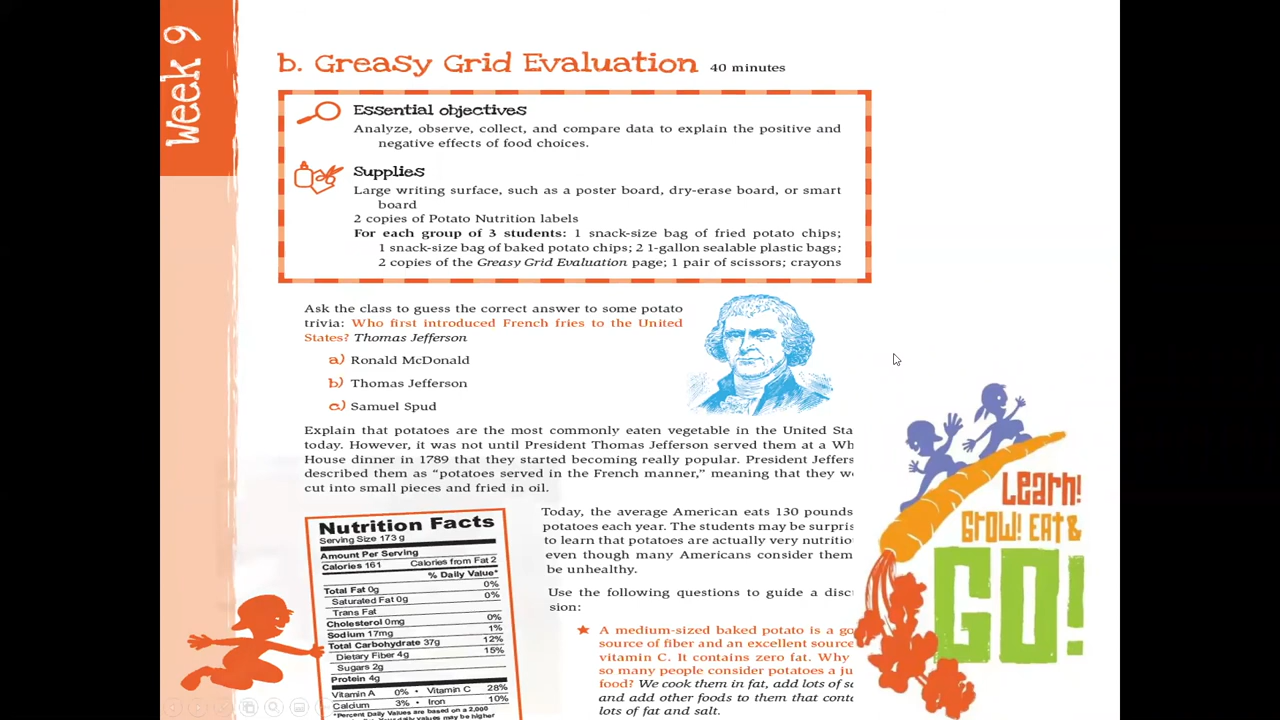 Week 9
b. Greasy Grid Evaluation 40 minutes
Essential objectives
Analyze, observe, collect, and compare data to explain the positive and
negative effects of food choices.
Supplies
Large writing surface, such as a poster board, dry-erase board, or smart
board
2 copies of Potato Nutrition labels
For each group of 3 students: 1 snack-size bag of fried potato chips;
1 snack-size bag of baked potato chips; 2 1-gallon sealable plastic bags;
2 copies of the Greasy Grid Evaluation page; 1 pair of scissors; crayons
Ask the class to guess the correct answer to some potato
trivia: Who first introduced French fries to the United
States? Thomas Jefferson
a) Ronald McDonald
b) Thomas Jefferson
c) Samuel Spud
Explain that potatoes are the most commonly eaten vegetable in the United Sta
today. However, it was not until President Thomas Jefferson served them at a Wh
House dinner in 1789 that they started becoming really popular. President Jeffers
described them as “potatoes served in the French manner,” meaning that they we
cut into small pieces and fried in oil.
Nutrition Facts
Serving Size 173 g
Amount Per Serving
Calories 161 Calories from Fat 2
% Daily Value*
Total Fat 0g 0%
Saturated Fat 0g 0%
Trans Fat
Cholesterol 0mg 0%
Sodium 17mg 1%
Total Carbohydrate 37g 12%
Dietary Fiber 4g 15%
Sugars 2g
Protein 4g
Vitamin A 0% • Vitamin C 28%
Calcium 3% • Iron 10%
*Percent Daily Values are based on a 2,000
Today, the average American eats 130 pounds
potatoes each year. The students may be surpris
to learn that potatoes are actually very nutritio
even though many Americans consider them
be unhealthy.
Use the following questions to guide a disc
sion:
★ A medium-sized baked potato is a go
source of fiber and an excellent source
vitamin C. It contains zero fat. Why
so many people consider potatoes a ju
food? We cook them in fat, add lots of sa
and add other foods to them that conta
lots of fat and salt.
LEARN!
GROW! EAT &
GO!